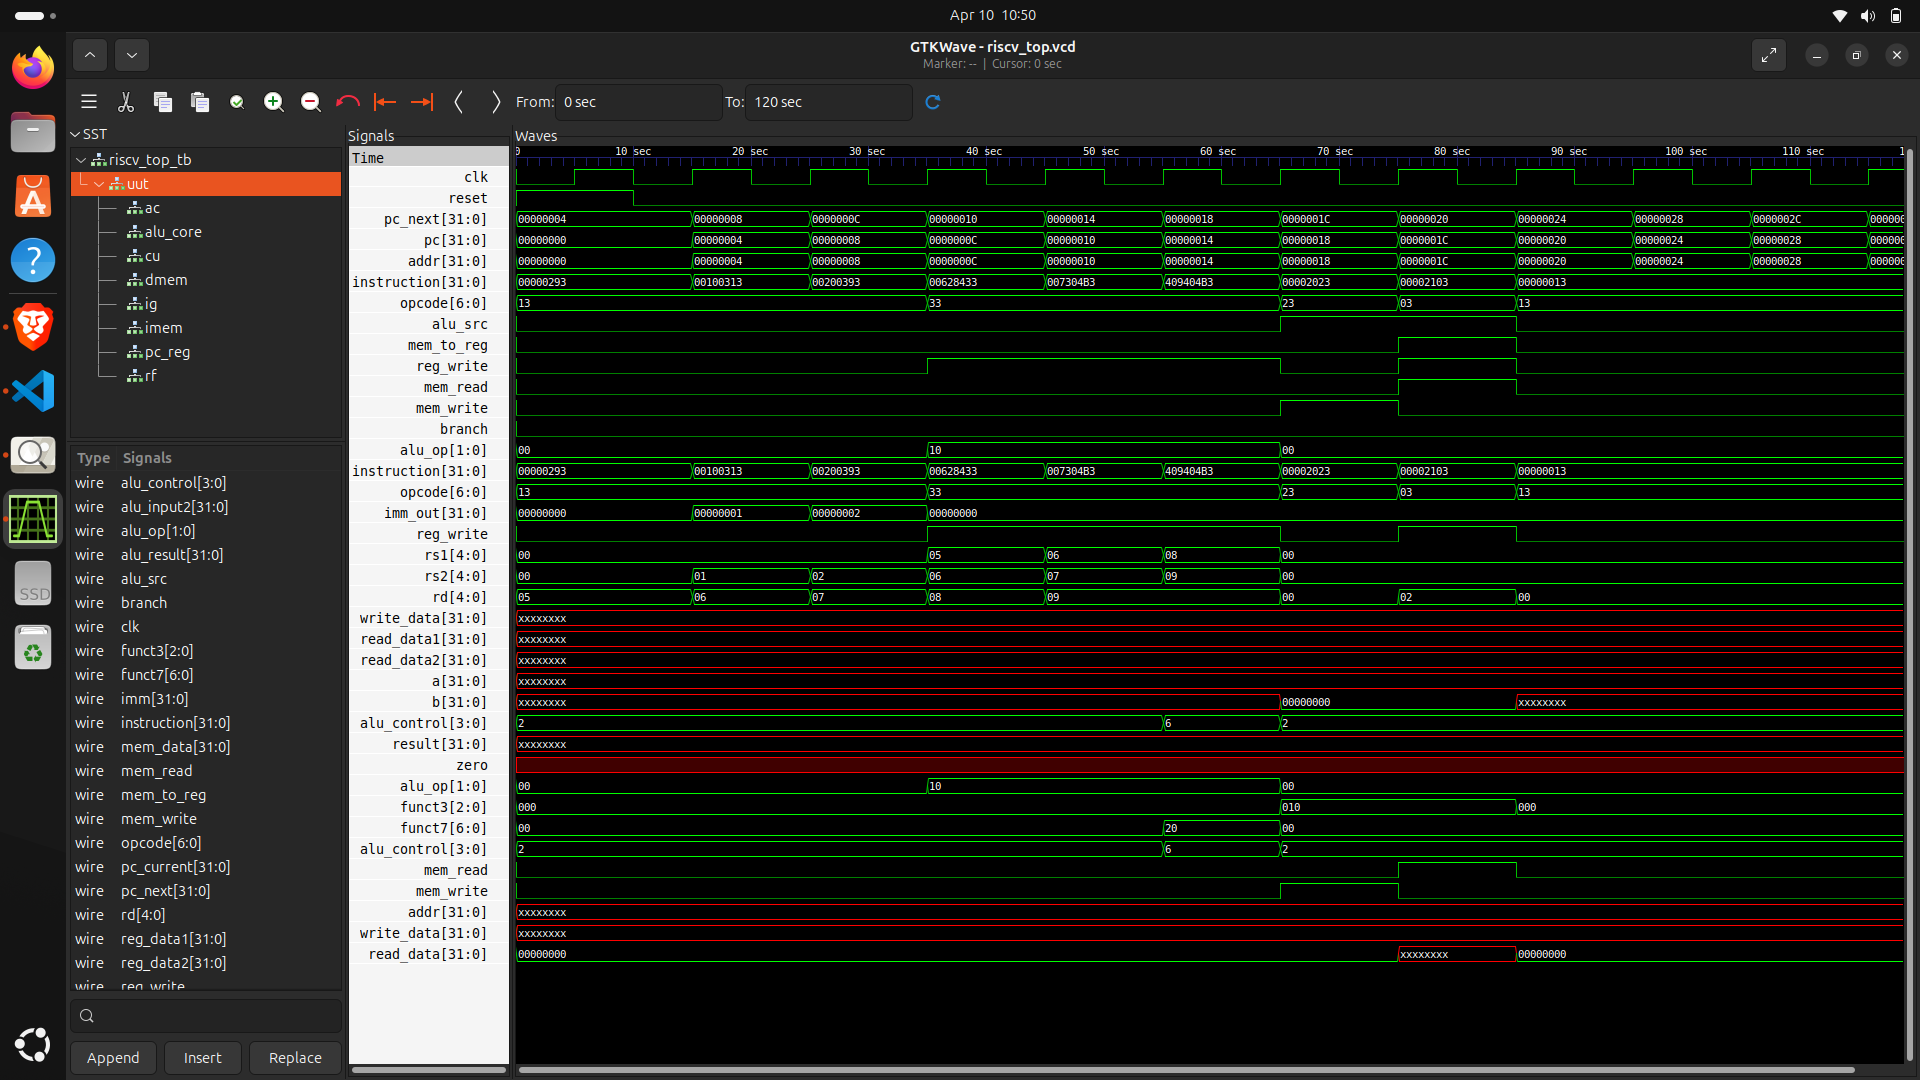 Apr 10 10:50
GTKWave - riscv_top.vcd
Marker: -- | Cursor: 0 sec
From: 0 sec To: 120 sec
SST
riscv_top_tb
uut
ac
alu_core
cu
dmem
ig
imem
pc_reg
rf
Type Signals
wire alu_control[3:0]
wire alu_input2[31:0]
wire alu_op[1:0]
wire alu_result[31:0]
wire alu_src
wire branch
wire clk
wire funct3[2:0]
wire funct7[6:0]
wire imm[31:0]
wire instruction[31:0]
wire mem_data[31:0]
wire mem_read
wire mem_to_reg
wire mem_write
wire opcode[6:0]
wire pc_current[31:0]
wire pc_next[31:0]
wire rd[4:0]
wire reg_data1[31:0]
wire reg_data2[31:0]
wire reg_write
Append Insert Replace
SSD
Signals Waves
Time 0 10 sec 20 sec 30 sec 40 sec 50 sec 60 sec 70 sec 80 sec 90 sec 100 sec 110 sec
clk
reset
pc_next[31:0] 00000004 00000008 0000000C 00000010 00000014 00000018 0000001C 00000020 00000024 00000028 0000002C 000000
pc[31:0] 00000000 00000004 00000008 0000000C 00000010 00000014 00000018 0000001C 00000020 00000024 00000028 000000
addr[31:0] 00000000 00000004 00000008 0000000C 00000010 00000014 00000018 0000001C 00000020 00000024 00000028 000000
instruction[31:0] 00000293 00100313 00200393 00628433 007304B3 409404B3 00002023 00002103 00000013
opcode[6:0] 13 33 23 03 13
alu_src
mem_to_reg
reg_write
mem_read
mem_write
branch
alu_op[1:0] 00 10 00
instruction[31:0] 00000293 00100313 00200393 00628433 007304B3 409404B3 00002023 00002103 00000013
opcode[6:0] 13 33 23 03 13
imm_out[31:0] 00000000 00000001 00000002 00000000
reg_write
rs1[4:0] 00 05 06 08 00
rs2[4:0] 00 01 02 06 07 09 00
rd[4:0] 05 06 07 08 09 00 02 00
write_data[31:0] xxxxxxxx
read_data1[31:0] xxxxxxxx
read_data2[31:0] xxxxxxxx
a[31:0] xxxxxxxx
b[31:0] xxxxxxxx 00000000 xxxxxxxx
alu_control[3:0] 2 6 2
result[31:0] xxxxxxxx
zero
alu_op[1:0] 00 10 00
funct3[2:0] 000 010 000
funct7[6:0] 00 20 00
alu_control[3:0] 2 6 2
mem_read
mem_write
addr[31:0] xxxxxxxx
write_data[31:0] xxxxxxxx
read_data[31:0] 00000000 xxxxxxxx 00000000